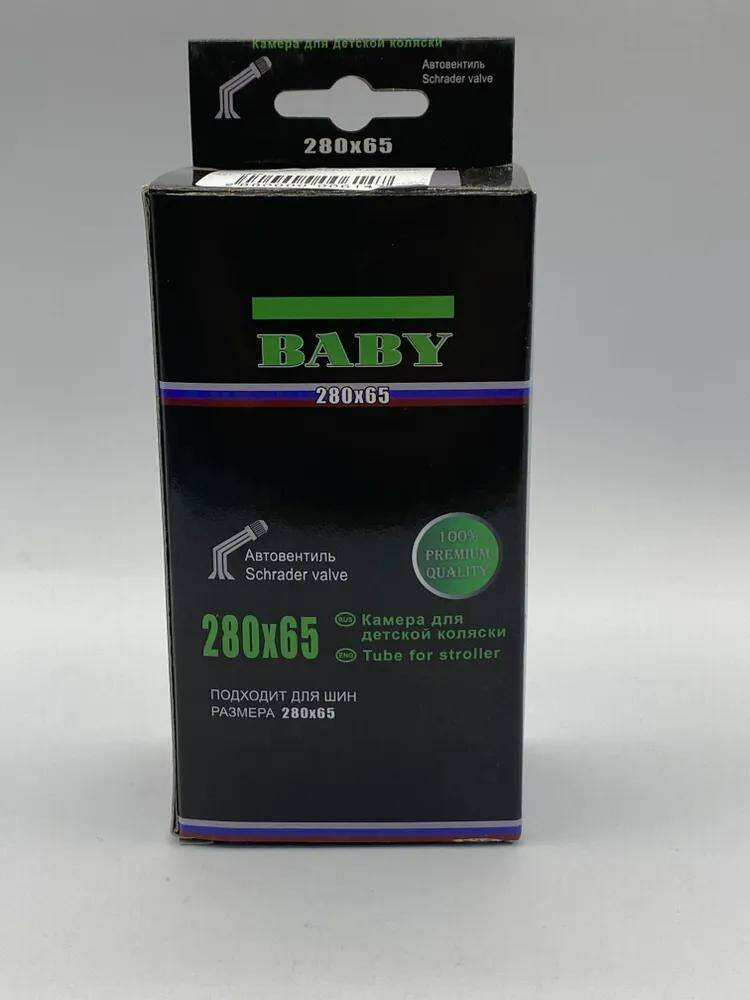 Камера для детской коляски
Автовентиль
Schrader valve
280x65
BABY
280x65
Автовентиль
Schrader valve
100%
PREMIUM
QUALITY
280x65
RUS Камера для
детской коляски
ENG Tube for stroller
ПОДХОДИТ ДЛЯ ШИН
РАЗМЕРА 280x65